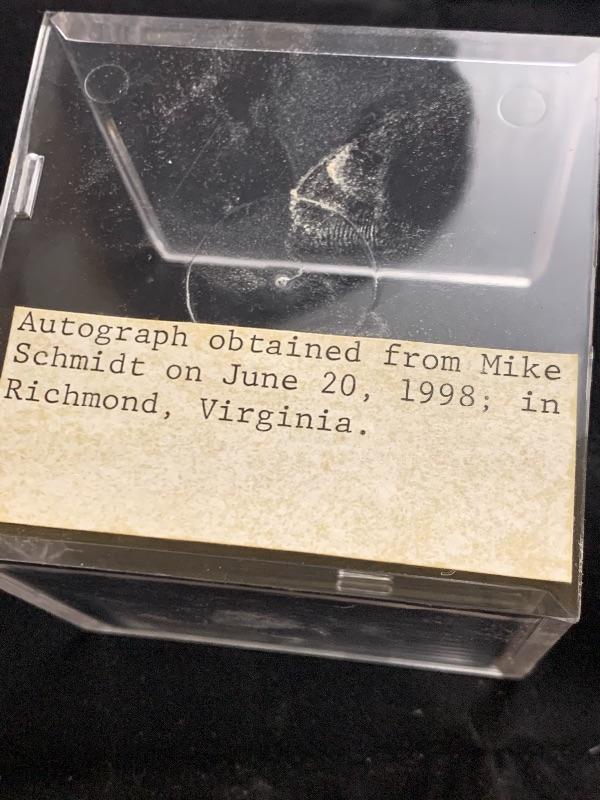 Autograph obtained from Mike
Schmidt on June 20, 1998; in
Richmond, Virginia.